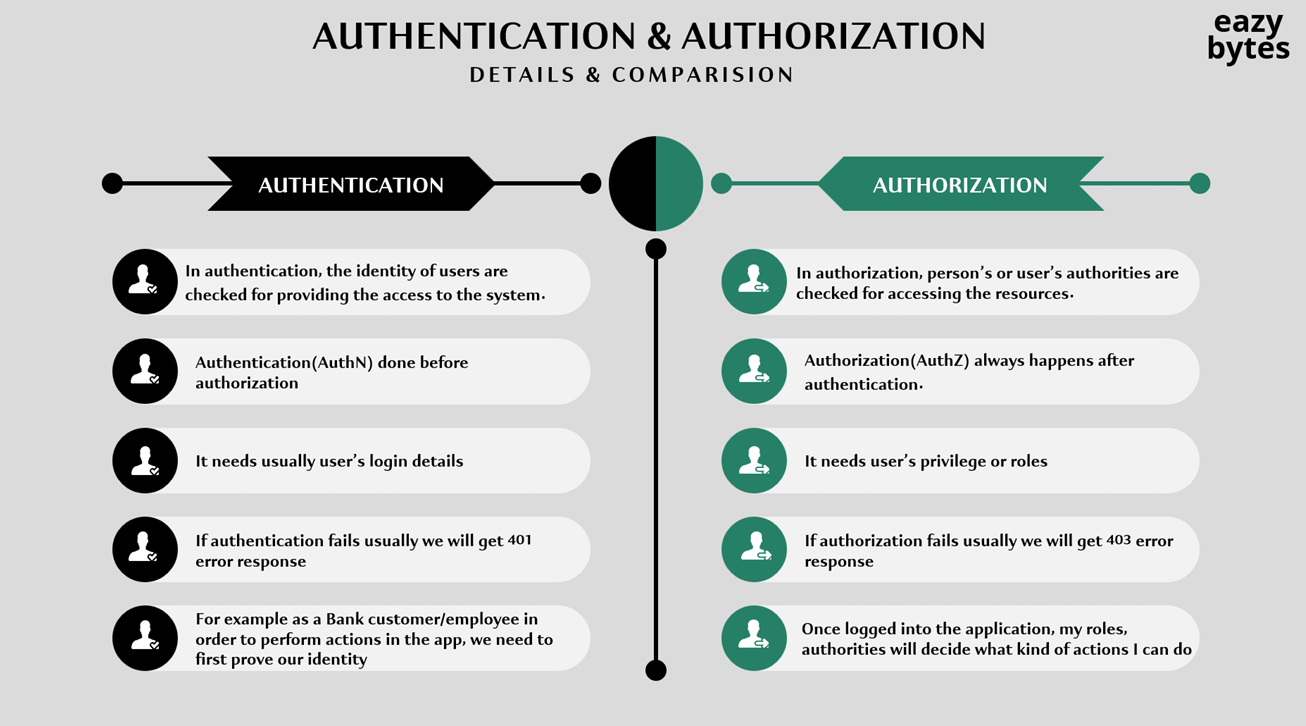 AUTHENTICATION & AUTHORIZATION
DETAILS & COMPARISION
eazy
bytes
AUTHENTICATION
In authentication, the identity of users are
checked for providing the access to the system.
Authentication(AuthN) done before
authorization
It needs usually user’s login details
If authentication fails usually we will get 401
error response
For example as a Bank customer/employee in
order to perform actions in the app, we need to
first prove our identity
AUTHORIZATION
In authorization, person’s or user’s authorities are
checked for accessing the resources.
Authorization(AuthZ) always happens after
authentication.
It needs user’s privilege or roles
If authorization fails usually we will get 403 error
response
Once logged into the application, my roles,
authorities will decide what kind of actions I can do